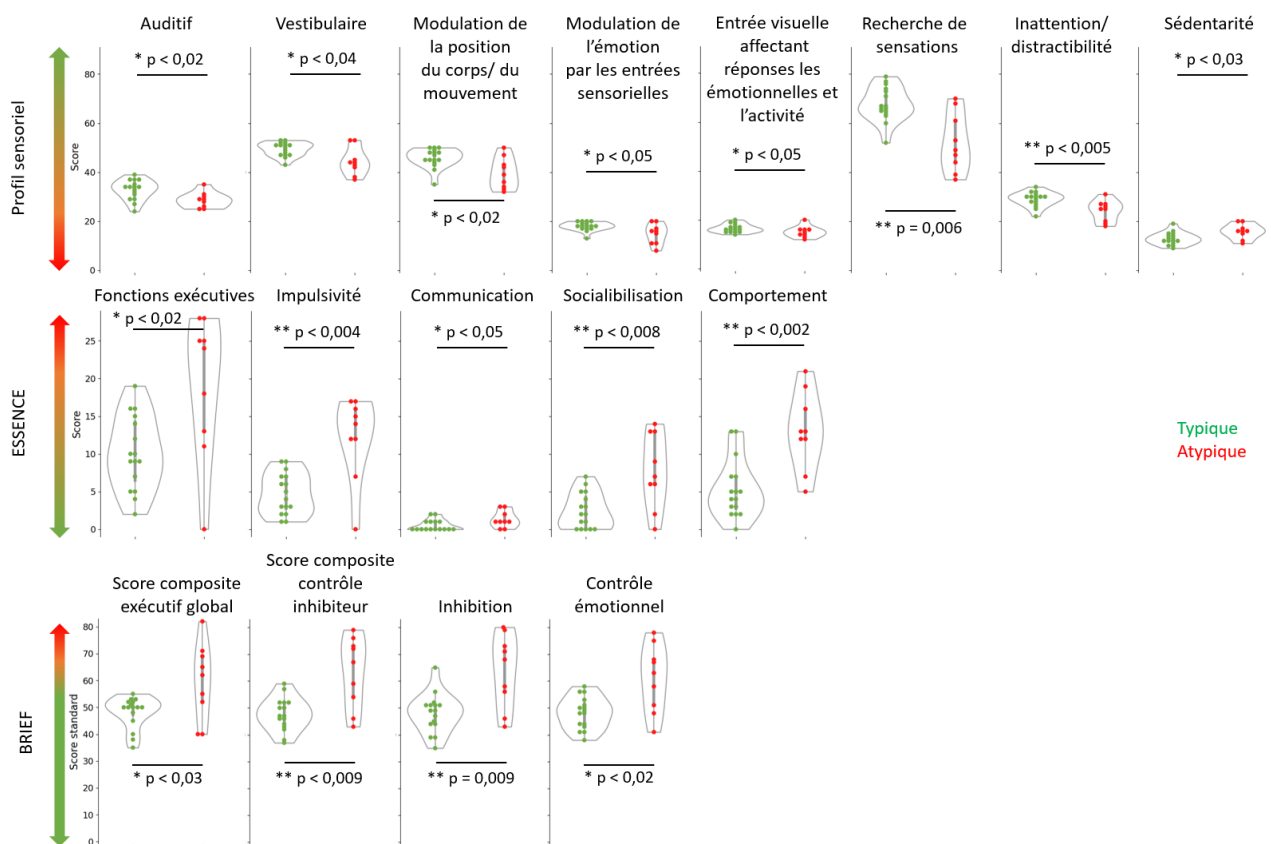 Auditif
Vestibulaire
Modulation de
la position
du corps/ du
mouvement
Modulation de
l'émotion
par les entrées
sensorielles
Entrée visuelle
affectant
réponses les
émotionnelles et
l'activité
Recherche de
sensations
Inattention/
distractibilité
Sédentarité
* p < 0,02
* p < 0,04
* p < 0,02
* p < 0,05
* p < 0,05
** p = 0,006
** p < 0,005
* p < 0,03
Profil sensoriel
Score
80
60
40
20
0
Fonctions exécutives
Impulsivité
Communication
Socialibilisation
Comportement
* p < 0,02
** p < 0,004
* p < 0,05
** p < 0,008
** p < 0,002
ESSENCE
Score
25
20
15
10
5
0
Typique
Atypique
Score composite
exécutif global
Score composite
contrôle
inhibiteur
Inhibition
Contrôle
émotionnel
BRIEF
Score standard
80
70
60
50
40
30
20
10
0
* p < 0,03
** p < 0,009
** p = 0,009
* p < 0,02